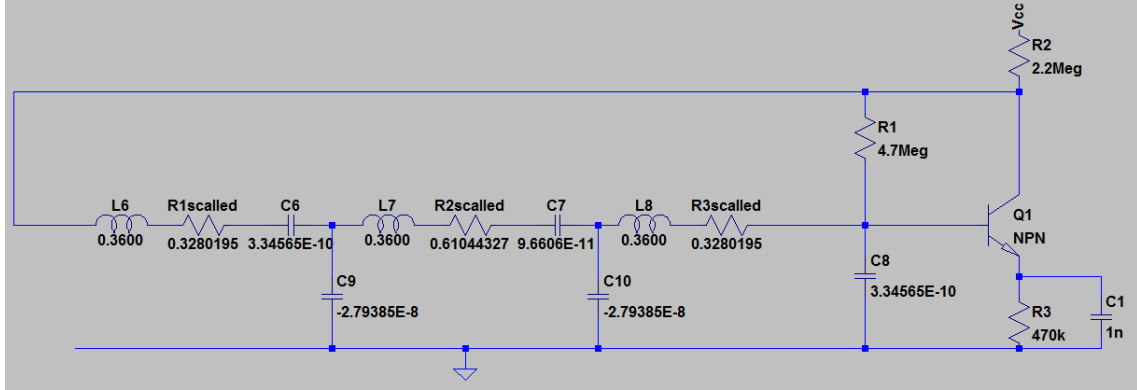 Vcc
R2
2.2Meg
R1
4.7Meg
L6
R1scalled
C6
L7
R2scalled
C7
L8
R3scalled
0.3600
0.3280195
3.34565E-10
0.3600
0.61044327
9.6606E-11
0.3600
0.3280195
Q1
NPN
C9
-2.79385E-8
C10
-2.79385E-8
C8
3.34565E-10
R3
470k
C1
1n